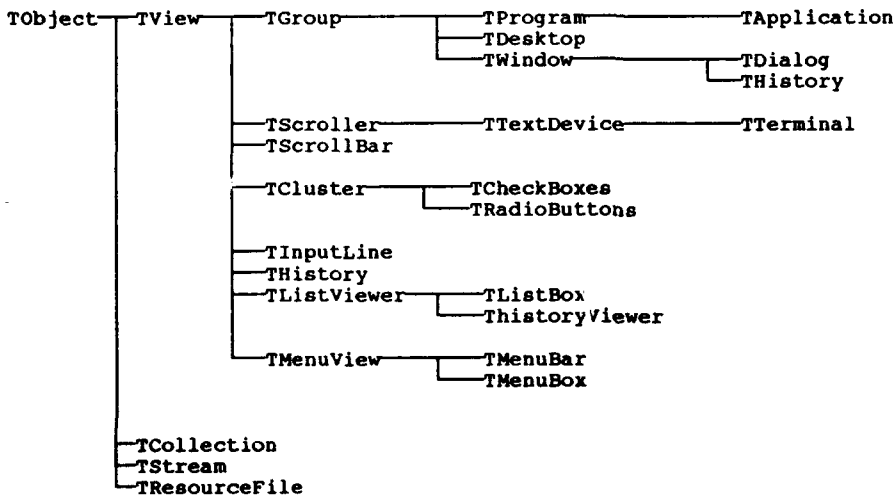 TObject TView TGroup TProgram TApplication
TDesktop
TWindow TDialog
THistory
TScroller TTextDevice TTerminal
TScrollBar
TCluster TCheckBoxes
TRadioButtons
TInputLine
THistory
TListViewer TListBox
ThistoryViewer
TMenuView TMenuBar
TMenuBox
TCollection
TStream
TResourceFile